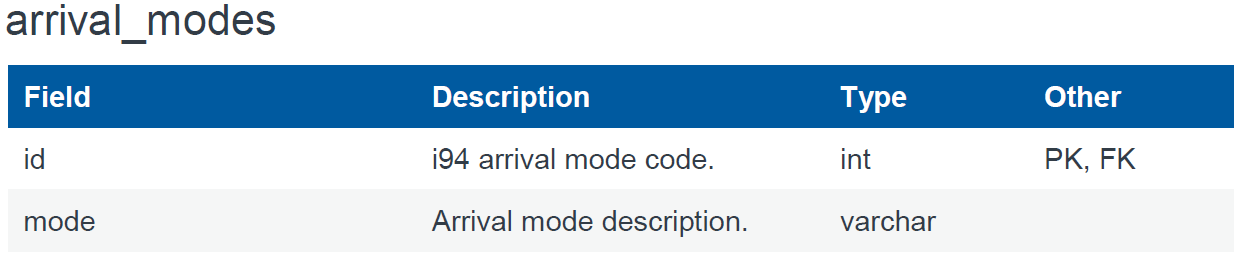 arrival_modes
Field Description Type Other
id i94 arrival mode code. int PK, FK
mode Arrival mode description. varchar